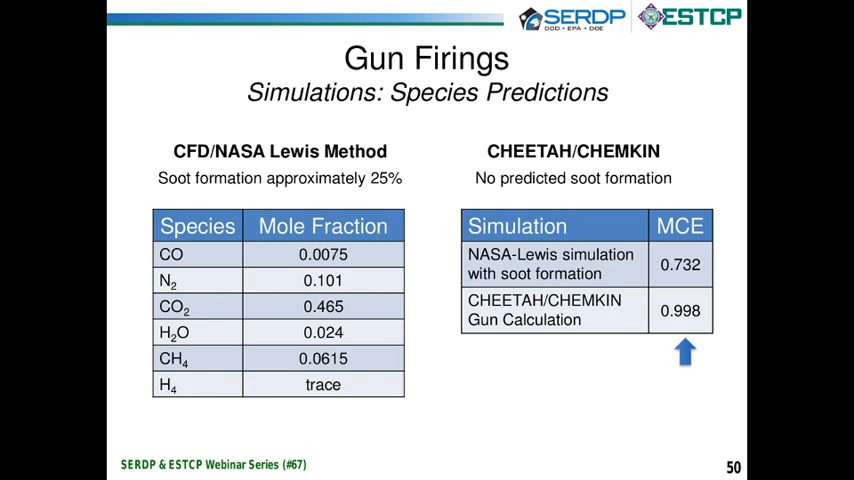 SERDP
DOD • EPA • DOE
ESTCP
Gun Firings
Simulations: Species Predictions
CFD/NASA Lewis Method
Soot formation approximately 25%
Species Mole Fraction
CO 0.0075
N2 0.101
CO2 0.465
H2O 0.024
CH4 0.0615
H4 trace
CHEETAH/CHEMKIN
No predicted soot formation
Simulation MCE
NASA-Lewis simulation
with soot formation 0.732
CHEETAH/CHEMKIN
Gun Calculation 0.998
SERDP & ESTCP Webinar Series (#67)
50